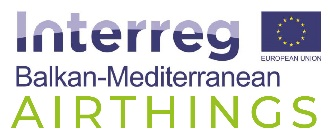 Interreg
EUROPEAN UNION
Balkan-Mediterranean
AIRTHINGS